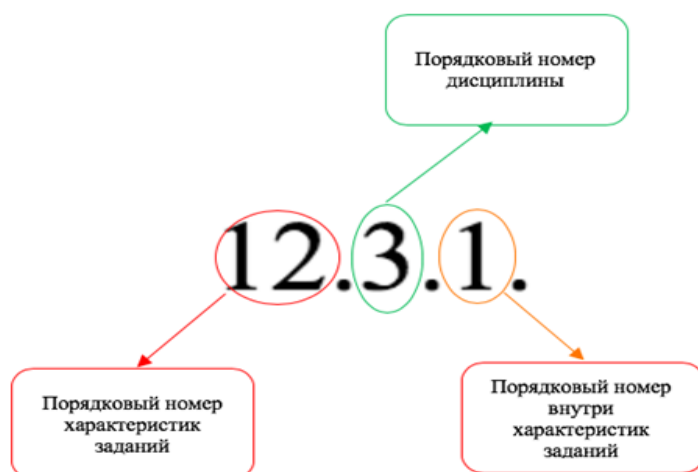 Порядковый номер
дисциплины
12.3.1.
Порядковый номер
характеристик
заданий
Порядковый номер
внутри
характеристик
заданий